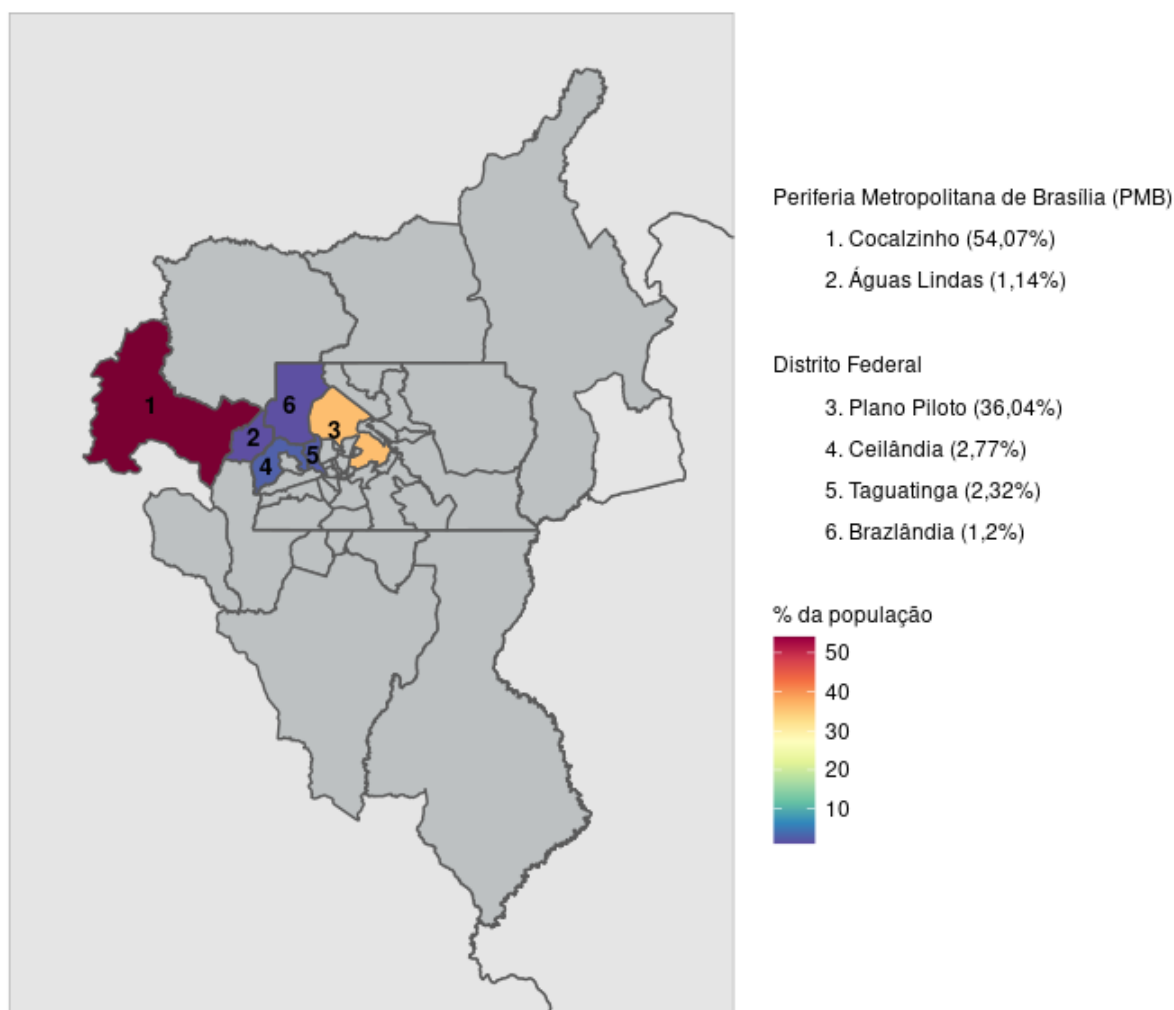 Periferia Metropolitana de Brasília (PMB)
1. Cocalzinho (54,07%)
2. Águas Lindas (1,14%)
Distrito Federal
3. Plano Piloto (36,04%)
4. Ceilândia (2,77%)
5. Taguatinga (2,32%)
6. Brazlândia (1,2%)
% da população
50
40
30
20
10
1
6
3
2
5
4